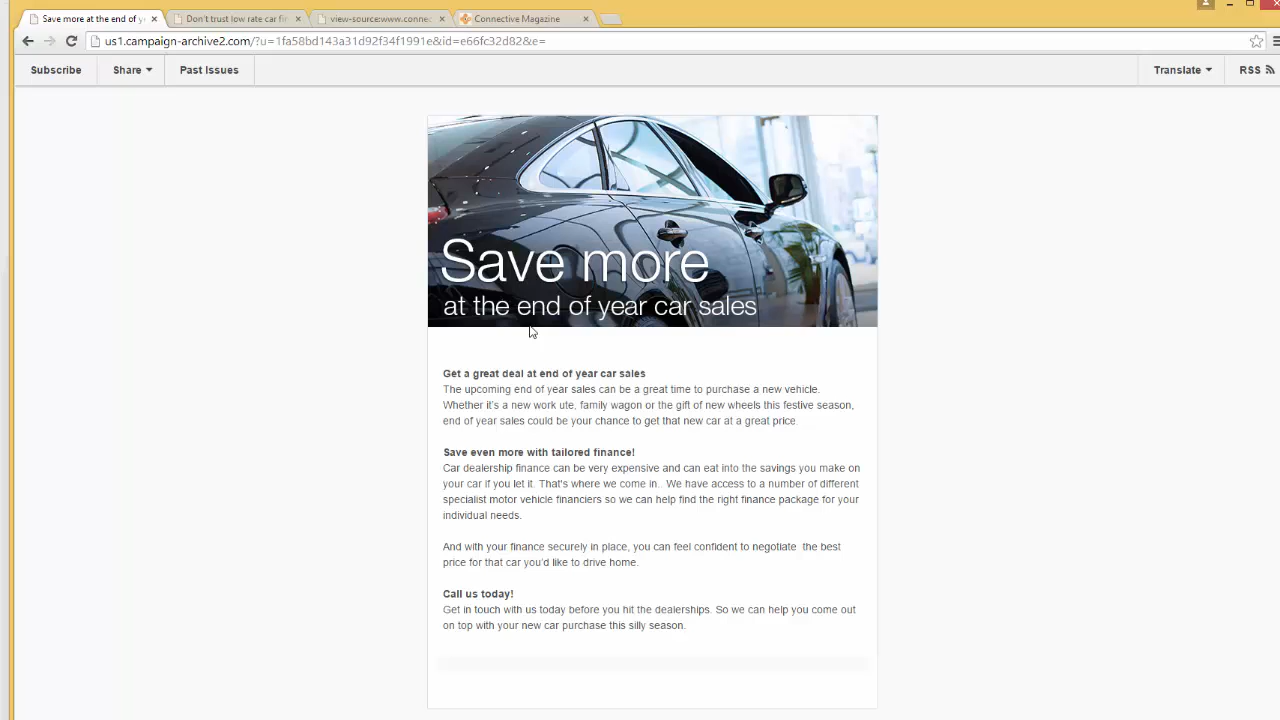 Save more at the end of y
Don't trust low rate car fi
view-source:www.connec
Connective Magazine
us1.campaign-archive2.com/?u=1fa58bd143a31d92f34f1991e&id=e66fc32d82&e=
Subscribe
Share
Past Issues
Translate
RSS
Save more
at the end of year car sales
Get a great deal at end of year car sales
The upcoming end of year sales can be a great time to purchase a new vehicle.
Whether it's a new work ute, family wagon or the gift of new wheels this festive season,
end of year sales could be your chance to get that new car at a great price.
Save even more with tailored finance!
Car dealership finance can be very expensive and can eat into the savings you make on
your car if you let it. That's where we come in.. We have access to a number of different
specialist motor vehicle financiers so we can help find the right finance package for your
individual needs.
And with your finance securely in place, you can feel confident to negotiate  the best
price for that car you'd like to drive home.
Call us today!
Get in touch with us today before you hit the dealerships. So we can help you come out
on top with your new car purchase this silly season.